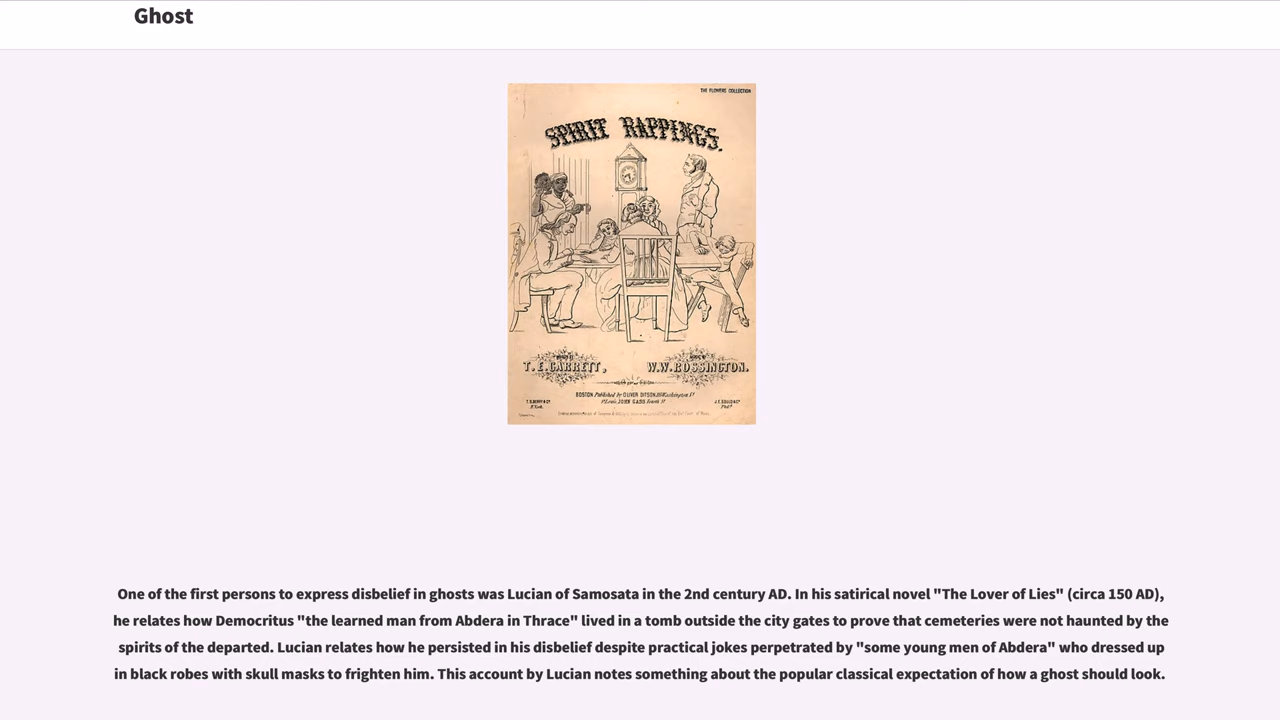 Ghost
THE FLOWERS COLLECTION
SPIRIT RAPPINGS.
T. E. GARRETT,
W. W. ROSSINGTON.
BOSTON. Published by OLIVER DITSON. Washington St
One of the first persons to express disbelief in ghosts was Lucian of Samosata in the 2nd century AD. In his satirical novel "The Lover of Lies" (circa 150 AD),
he relates how Democritus "the learned man from Abdera in Thrace" lived in a tomb outside the city gates to prove that cemeteries were not haunted by the
spirits of the departed. Lucian relates how he persisted in his disbelief despite practical jokes perpetrated by "some young men of Abdera" who dressed up
in black robes with skull masks to frighten him. This account by Lucian notes something about the popular classical expectation of how a ghost should look.